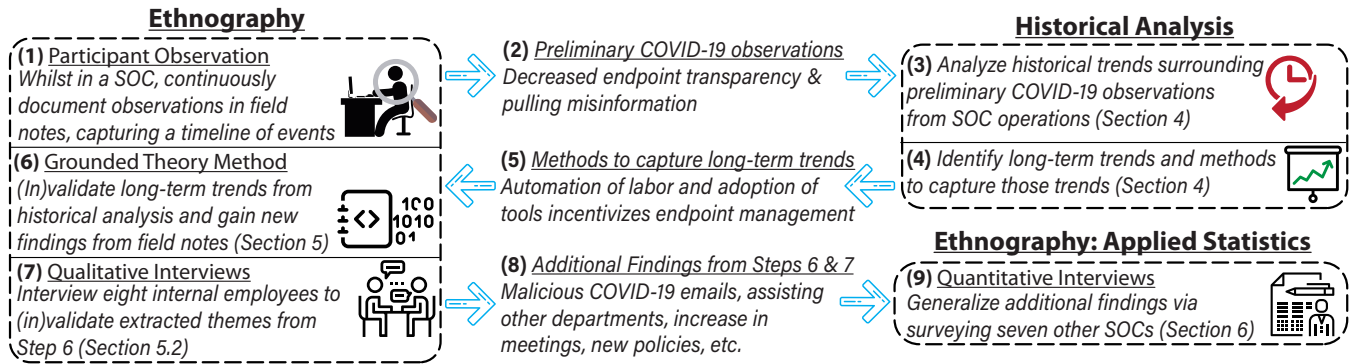 Ethnography
(1) Participant Observation
Whilst in a SOC, continuously
document observations in field
notes, capturing a timeline of events
(6) Grounded Theory Method
(In)validate long-term trends from
historical analysis and gain new
findings from field notes (Section 5)
100
1010
01
(7) Qualitative Interviews
Interview eight internal employees to
(in)validate extracted themes from
Step 6 (Section 5.2)
(2) Preliminary COVID-19 observations
Decreased endpoint transparency &
pulling misinformation
(5) Methods to capture long-term trends
Automation of labor and adoption of
tools incentivizes endpoint management
(8) Additional Findings from Steps 6 & 7
Malicious COVID-19 emails, assisting
other departments, increase in
meetings, new policies, etc.
Historical Analysis
(3) Analyze historical trends surrounding
preliminary COVID-19 observations
from SOC operations (Section 4)
(4) Identify long-term trends and methods
to capture those trends (Section 4)
Ethnography: Applied Statistics
(9) Quantitative Interviews
Generalize additional findings via
surveying seven other SOCs (Section 6)